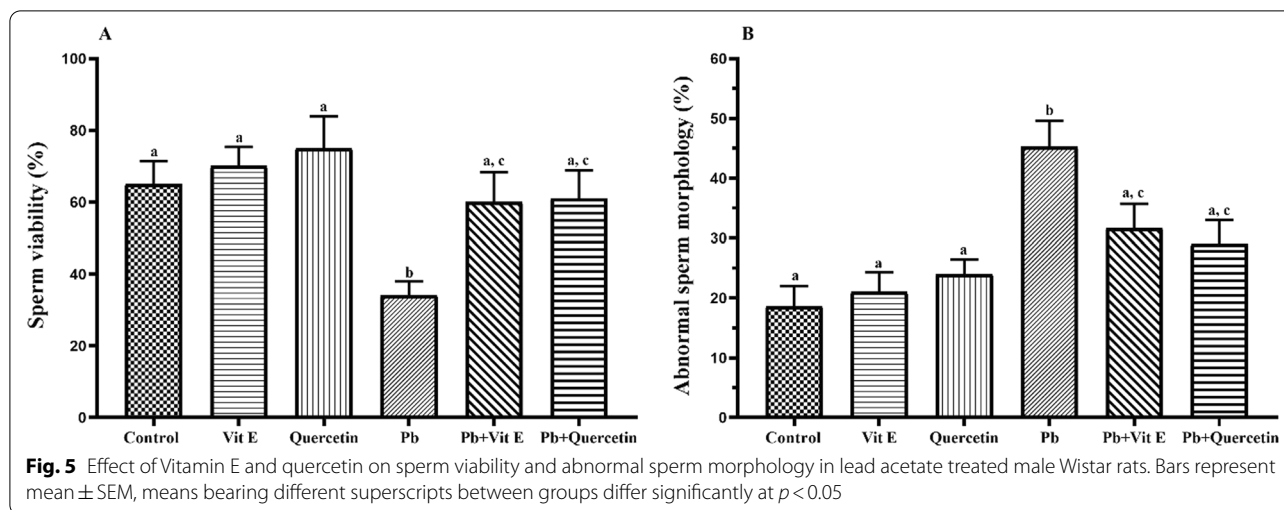 A
Sperm viability (%)
100
80
60
40
20
0
a
a
a
b
a, c
a, c
Control Vit E Quercetin Pb Pb+Vit E Pb+Quercetin
B
Abnormal sperm morphology (%)
60
50
40
30
20
10
0
a
a
a
b
a, c
a, c
Control Vit E Quercetin Pb Pb+Vit E Pb+Quercetin
Fig. 5 Effect of Vitamin E and quercetin on sperm viability and abnormal sperm morphology in lead acetate treated male Wistar rats. Bars represent
mean ± SEM, means bearing different superscripts between groups differ significantly at p < 0.05